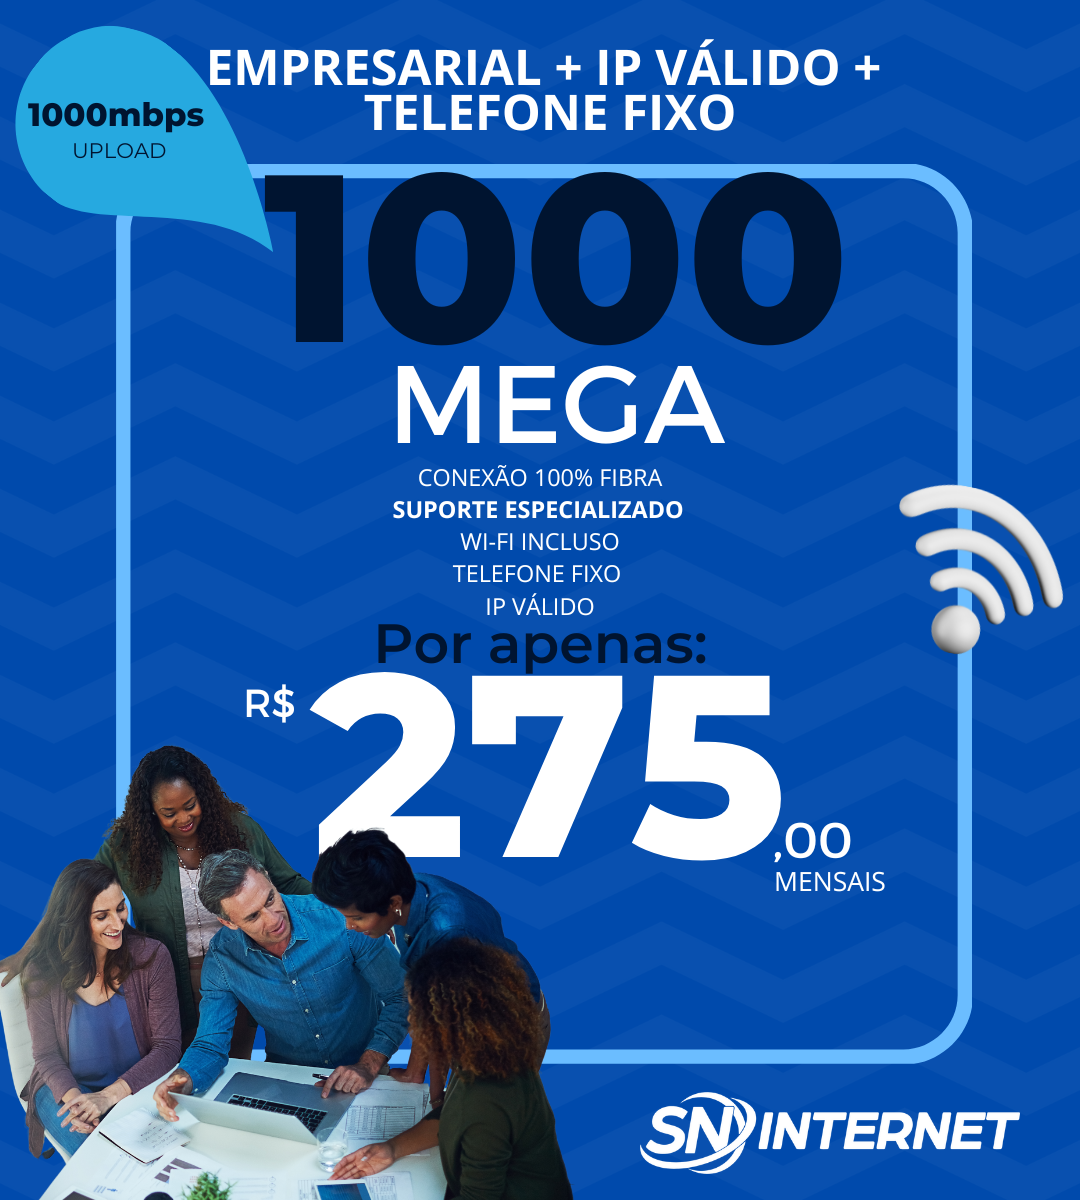 EMPRESARIAL + IP VÁLIDO +
TELEFONE FIXO
1000mbps
UPLOAD
1000
MEGA
CONEXÃO 100% FIBRA
SUPORTE ESPECIALIZADO
WI-FI INCLUSO
TELEFONE FIXO
IP VÁLIDO
Por apenas:
R$ 275,00
MENSAIS
SN INTERNET